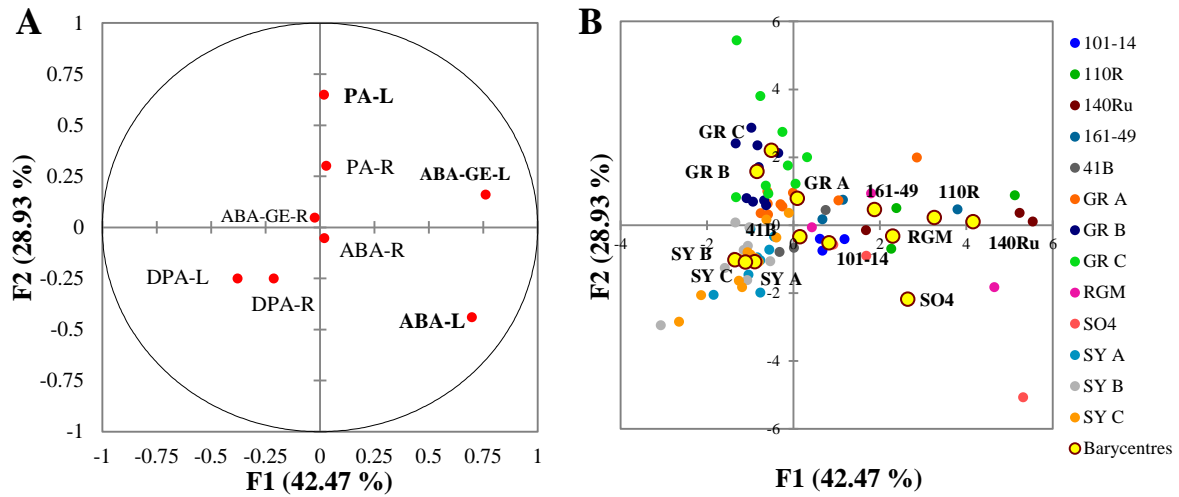 A
1
0.75
0.5
0.25
0
-0.25
-0.5
-0.75
-1
F2 (28.93 %)
PA-L
PA-R
ABA-GE-L
ABA-GE-R
ABA-R
DPA-L
DPA-R
ABA-L
-1 -0.75 -0.5 -0.25 0 0.25 0.5 0.75 1
F1 (42.47 %)
B
6
4
2
0
-2
-4
-6
F2 (28.93 %)
GR C
GR B
GR A
161-49
110R
41B
RGM
140Ru
101-14
SY B
SY C
SY A
SO4
-4 -2 0 2 4 6
F1 (42.47 %)
101-14
110R
140Ru
161-49
41B
GR A
GR B
GR C
RGM
SO4
SY A
SY B
SY C
Barycentres